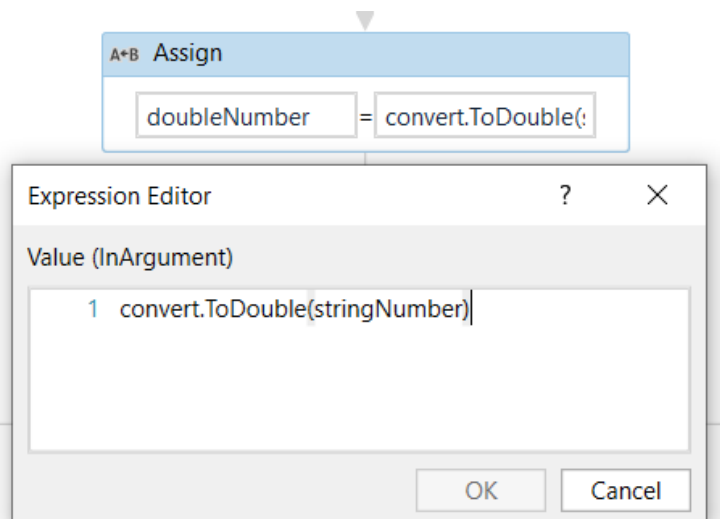 A←B Assign
doubleNumber = convert.ToDouble(s
Expression Editor ? ×
Value (InArgument)
1 convert.ToDouble(stringNumber)
OK Cancel